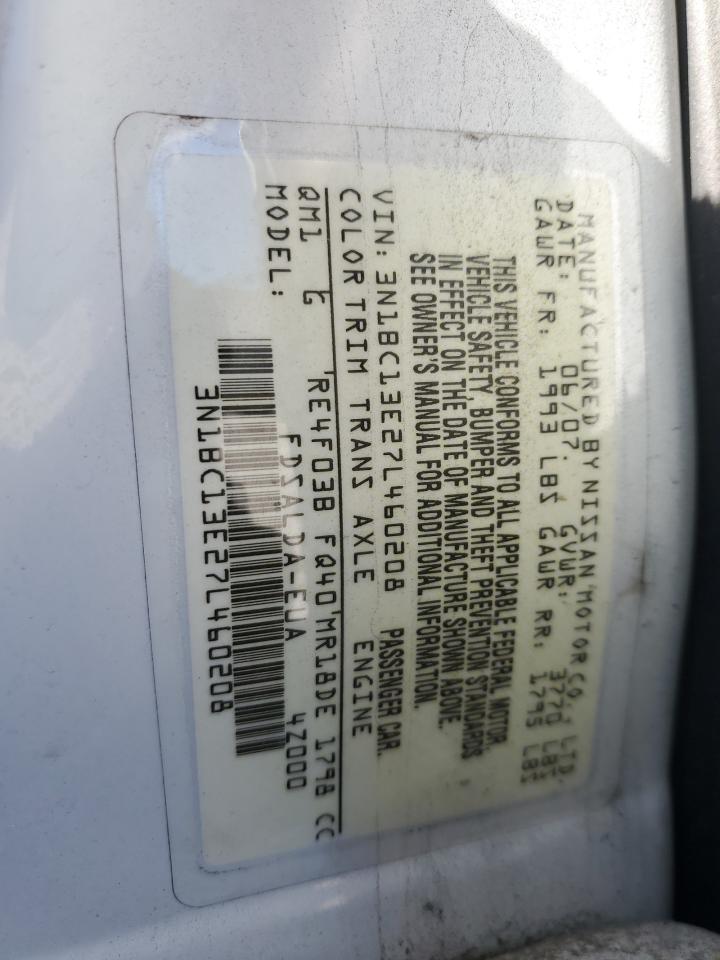 MANUFACTURED BY NISSAN MOTOR CO., LTD.
DATE: 06/07. GVWR: 3770 LBS
GAWR FR: 1993 LBS GAWR RR: 1795 LBS
THIS VEHICLE CONFORMS TO ALL APPLICABLE FEDERAL MOTOR
VEHICLE SAFETY, BUMPER AND THEFT PREVENTION STANDARDS
IN EFFECT ON THE DATE OF MANUFACTURE SHOWN ABOVE.
SEE OWNER'S MANUAL FOR ADDITIONAL INFORMATION.
VIN: 3N1BC13E27L460208 PASSENGER CAR.
COLOR TRIM TRANS AXLE ENGINE
QM1 G RE4F03B FQ40 MR18DE 1798 CC
MODEL: FDSALDA-EUA 4Z000
3N1BC13E27L460208